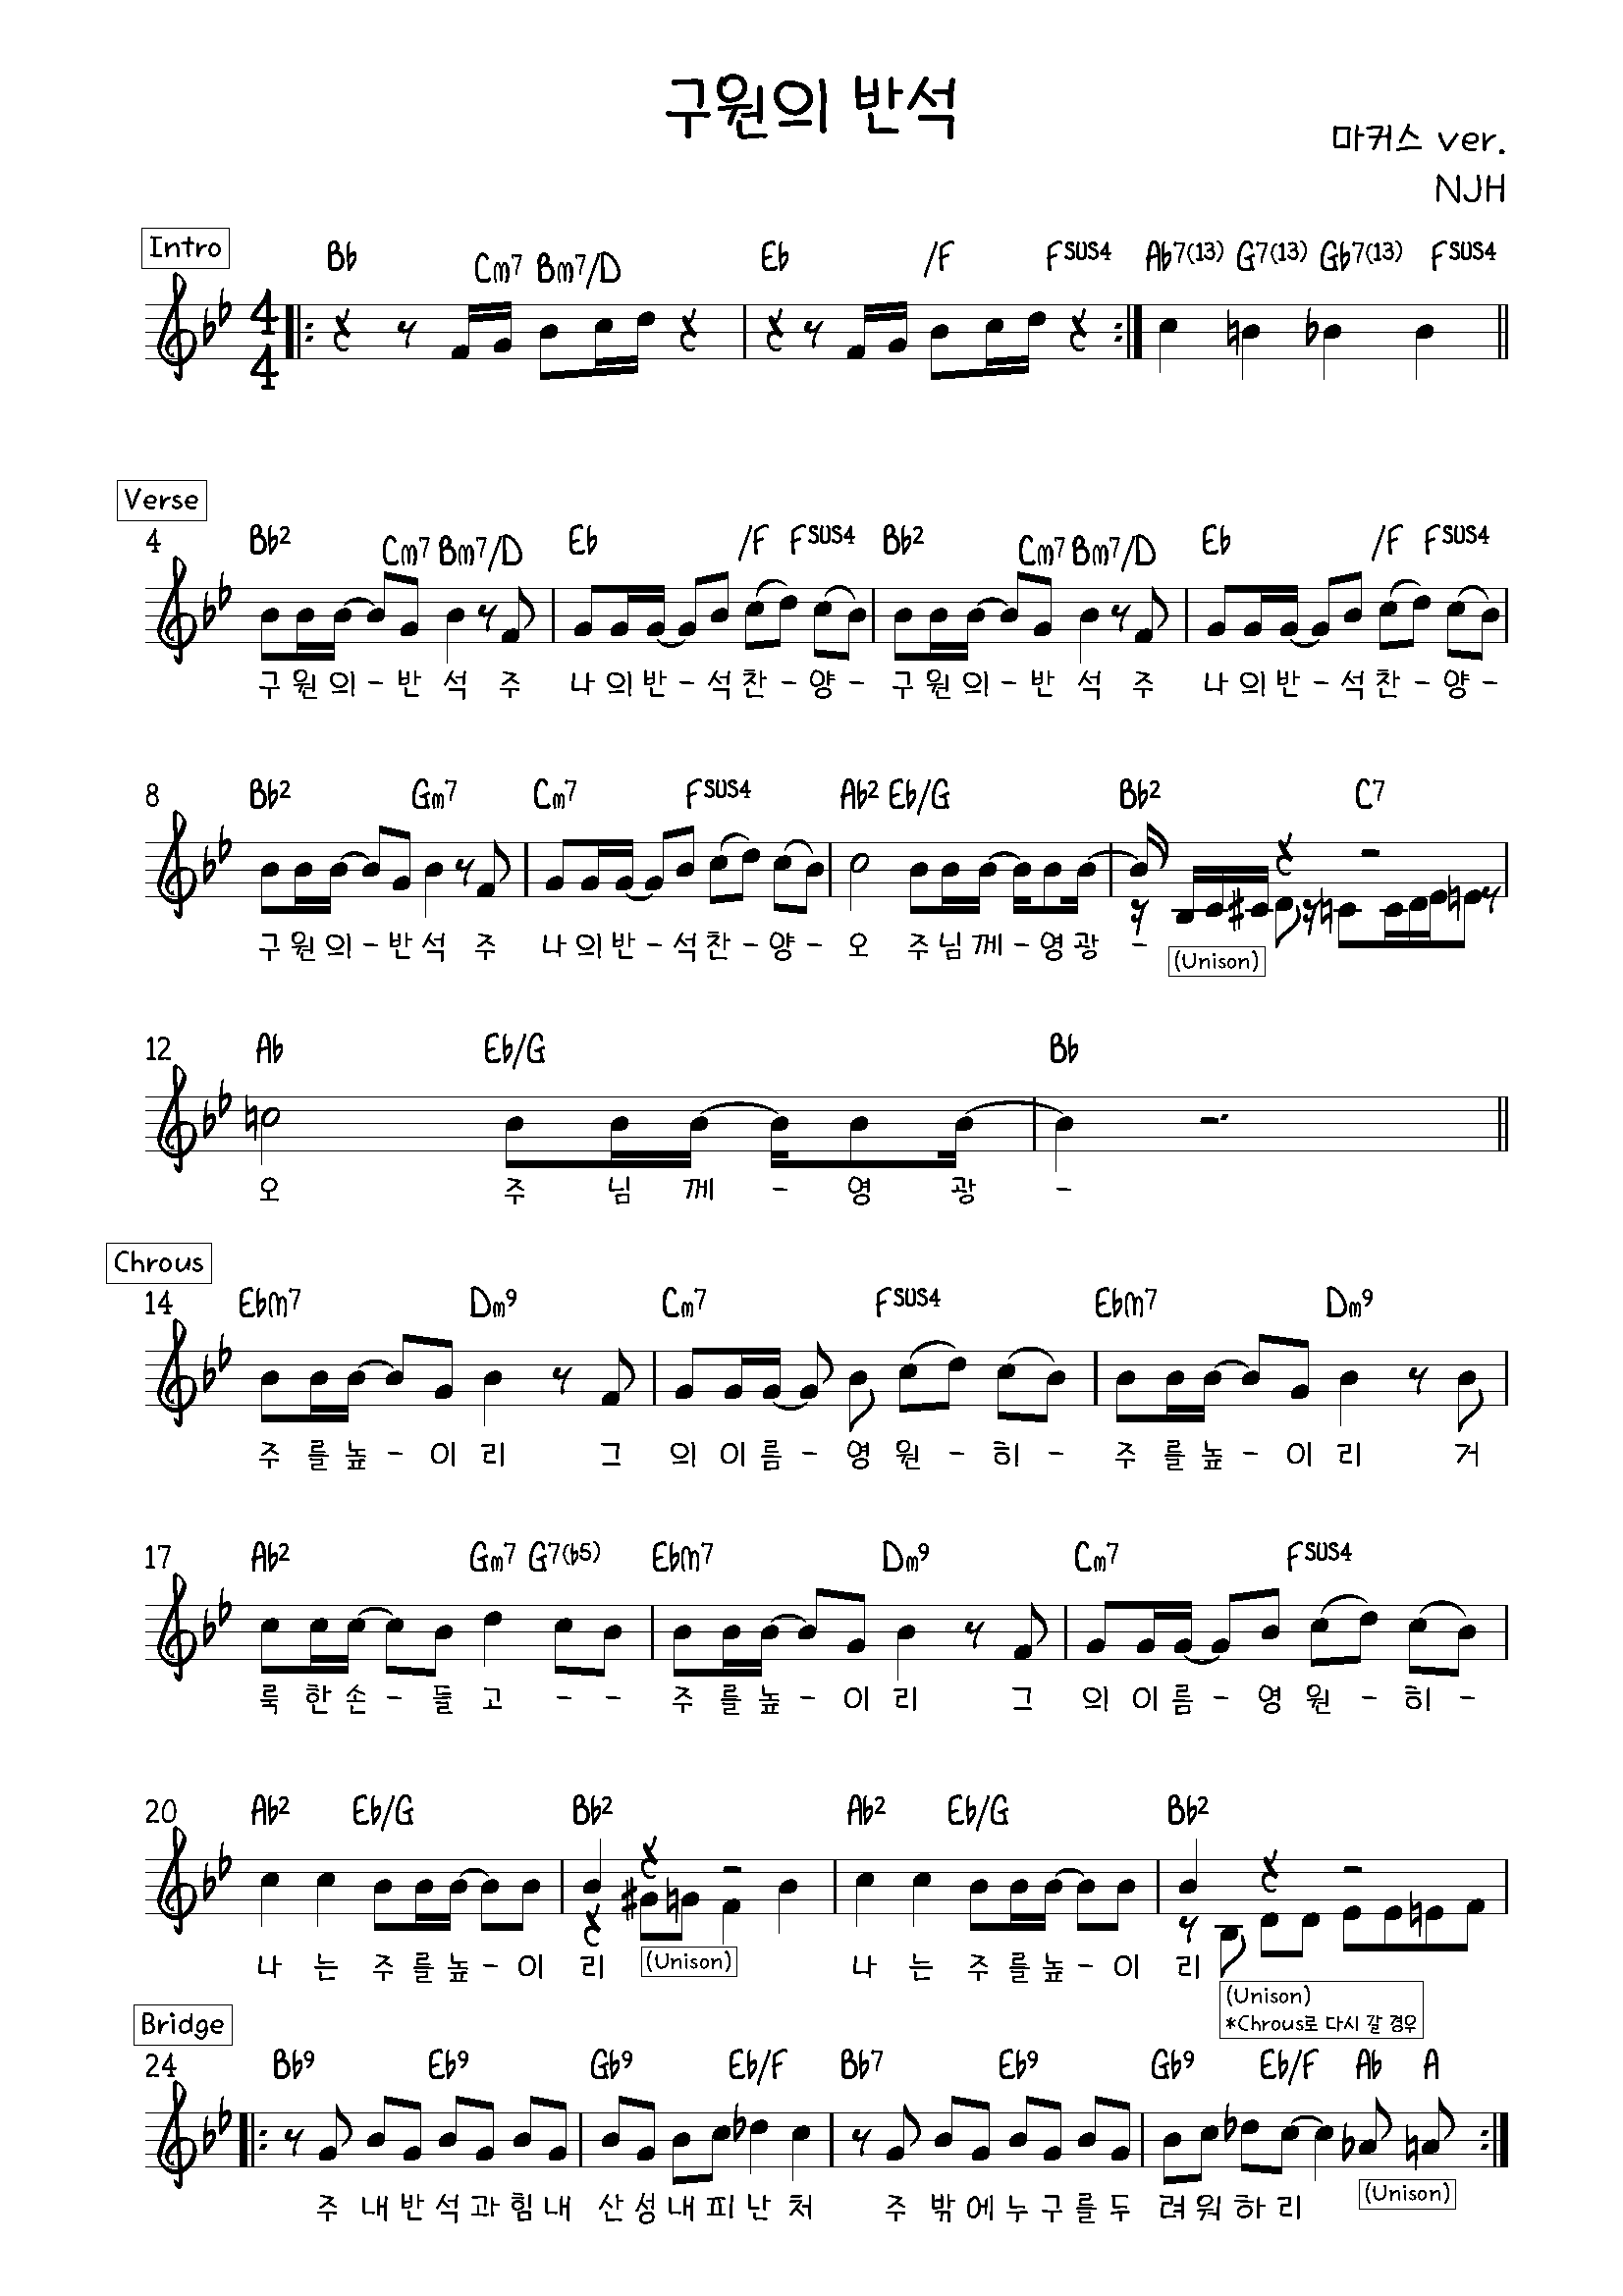 구원의 반석
마커스 ver.
NJH
Intro
Bb Cm7 Bm7/D Eb /F Fsus4 Ab7(13) G7(13) Gb7(13) Fsus4
4
4
Verse
4 Bb2 Cm7 Bm7/D Eb /F Fsus4 Bb2 Cm7 Bm7/D Eb /F Fsus4
구 원 의 - 반 석 주 나 의 반 - 석 찬 - 양 - 구 원 의 - 반 석 주 나 의 반 - 석 찬 - 양 -
8 Bb2 Gm7 Cm7 Fsus4 Ab2 Eb/G Bb2 C7
구 원 의 - 반 석 주 나 의 반 - 석 찬 - 양 - 오 주 님 께 - 영 광 -
(Unison)
12 Ab Eb/G Bb
오 주 님 께 - 영 광 -
Chrous
14 EbM7 Dm9 Cm7 Fsus4 EbM7 Dm9
주 를 높 - 이 리 그 의 이 름 - 영 원 - 히 - 주 를 높 - 이 리 거
17 Ab2 Gm7 G7(b5) EbM7 Dm9 Cm7 Fsus4
룩 한 손 - 들 고 - - 주 를 높 - 이 리 그 의 이 름 - 영 원 - 히 -
20 Ab2 Eb/G Bb2 Ab2 Eb/G Bb2
나 는 주 를 높 - 이 리 나 는 주 를 높 - 이 리
(Unison)
(Unison)
*Chrous로 다시 갈 경우
Bridge
24 Bb9 Eb9 Gb9 Eb/F Bb7 Eb9 Gb9 Eb/F Ab A
주 내 반 석 과 힘 내 산 성 내 피 난 처 주 밖 에 누 구 를 두 려 워 하 리
(Unison)